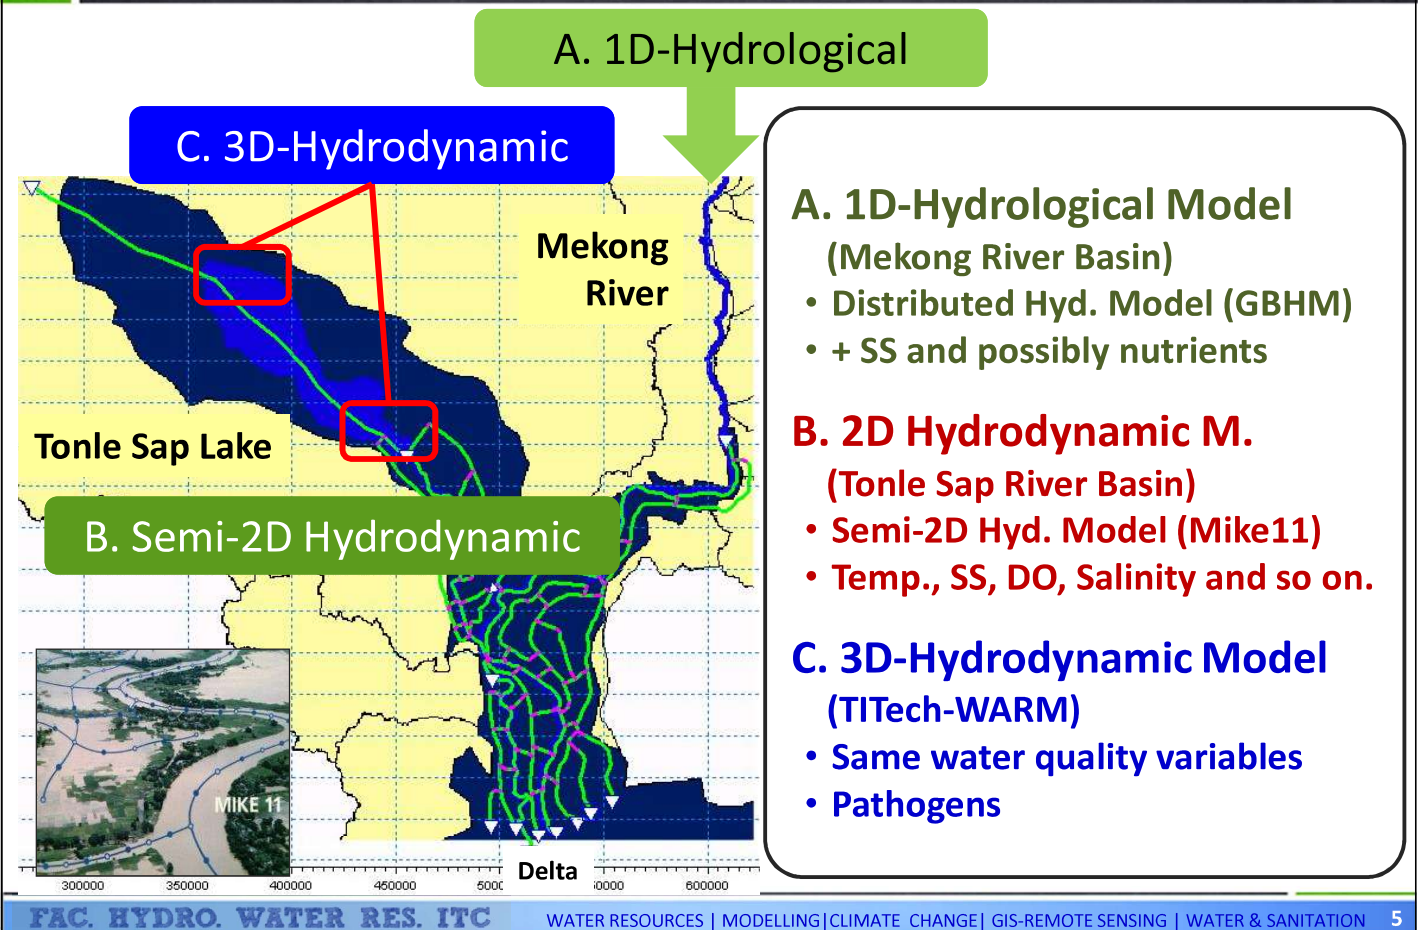 A. 1D-Hydrological
C. 3D-Hydrodynamic
Mekong
River
Tonle Sap Lake
B. Semi-2D Hydrodynamic
MIKE 11
Delta
300000
350000
400000
450000
600000
A. 1D-Hydrological Model
(Mekong River Basin)
• Distributed Hyd. Model (GBHM)
• + SS and possibly nutrients
B. 2D Hydrodynamic M.
(Tonle Sap River Basin)
• Semi-2D Hyd. Model (Mike11)
• Temp., SS, DO, Salinity and so on.
C. 3D-Hydrodynamic Model
(TITech-WARM)
• Same water quality variables
• Pathogens
FAC. HYDRO. WATER RES. ITC
WATER RESOURCES | MODELLING|CLIMATE CHANGE| GIS-REMOTE SENSING | WATER & SANITATION
5